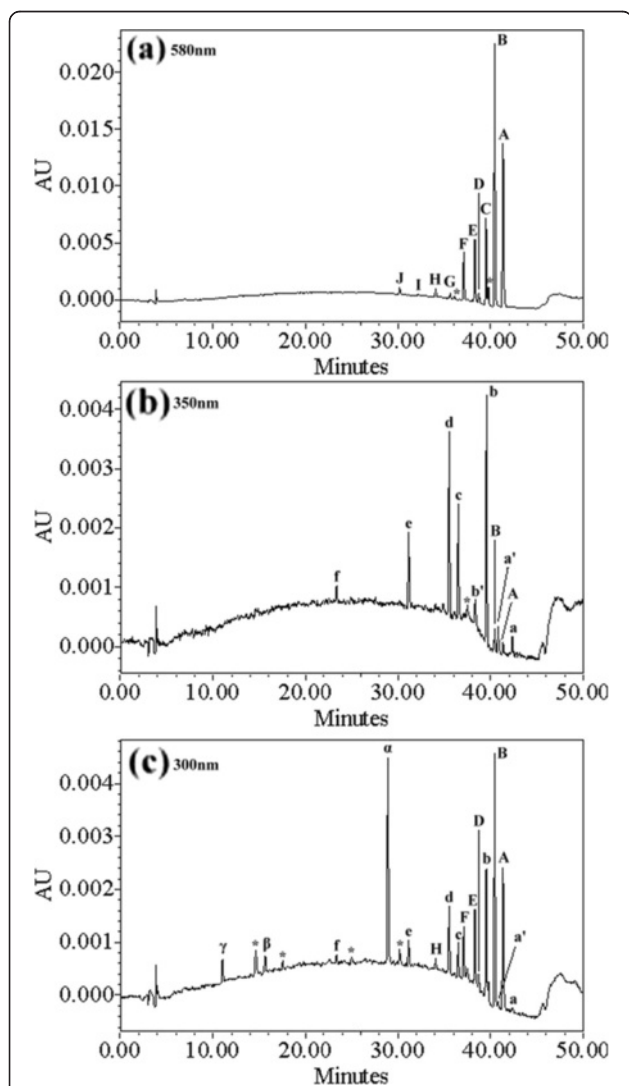 (a) 580nm
B
0.020
0.015
A
AU
0.010
D
C
0.005
E
F
J I H G * *
0.000
0.00 10.00 20.00 30.00 40.00 50.00
Minutes
(b) 350nm
b
0.004
d
0.003
AU
c
0.002
e
B
a'
0.001
f
* b' A
a
0.000
0.00 10.00 20.00 30.00 40.00 50.00
Minutes
(c) 300nm
α
B
0.004
D
0.003
AU
b A
0.002
E
d
F
0.001
γ * β * f * * e H c a'
a
0.000
0.00 10.00 20.00 30.00 40.00 50.00
Minutes